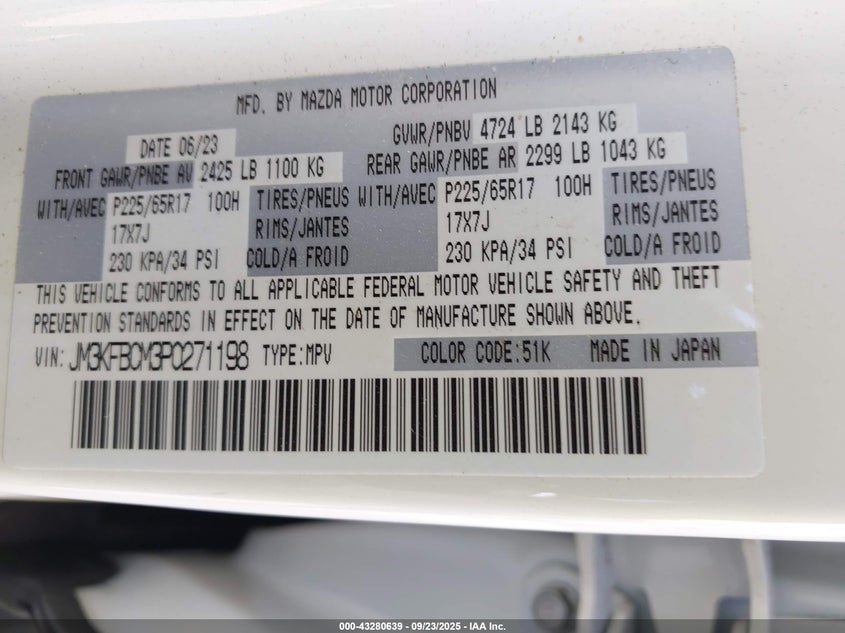 MFD. BY MAZDA MOTOR CORPORATION
DATE 06/23 GVWR/PNBV 4724 LB 2143 KG
FRONT GAWR/PNBE AV 2425 LB 1100 KG REAR GAWR/PNBE AR 2299 LB 1043 KG
WITH/AVEC P225/65R17 100H TIRES/PNEUS WITH/AVEC P225/65R17 100H TIRES/PNEUS
17X7J RIMS/JANTES 17X7J RIMS/JANTES
230 KPA/34 PSI COLD/A FROID 230 KPA/34 PSI COLD/A FROID
THIS VEHICLE CONFORMS TO ALL APPLICABLE FEDERAL MOTOR VEHICLE SAFETY AND THEFT
PREVENTION STANDARDS IN EFFECT ON THE DATE OF MANUFACTURE SHOWN ABOVE.
VIN: JM3KFBCM3P0271198 TYPE:MPV COLOR CODE:51K MADE IN JAPAN
000-43280639 - 09/23/2025 - IAA Inc.